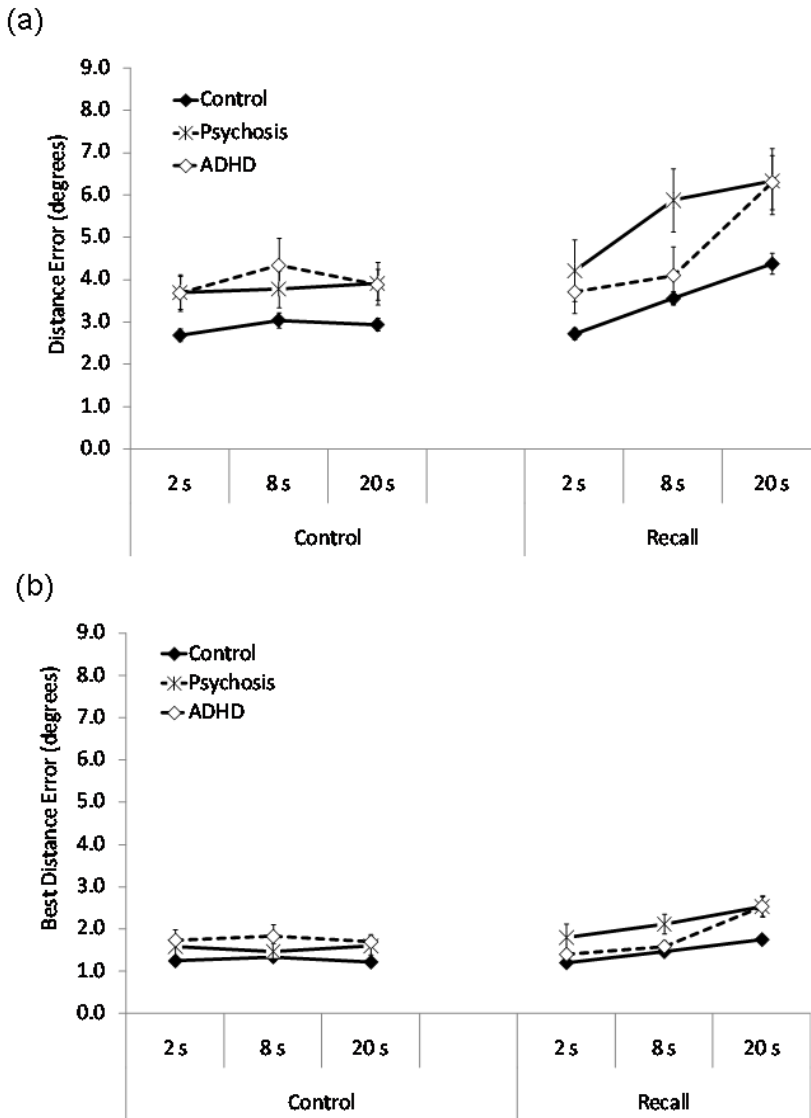 (a)
9.0
8.0
7.0
6.0
5.0
4.0
3.0
2.0
1.0
0.0
Distance Error (degrees)
Control
Psychosis
ADHD
2 s 8 s 20 s 2 s 8 s 20 s
Control Recall
(b)
9.0
8.0
7.0
6.0
5.0
4.0
3.0
2.0
1.0
0.0
Best Distance Error (degrees)
Control
Psychosis
ADHD
2 s 8 s 20 s 2 s 8 s 20 s
Control Recall